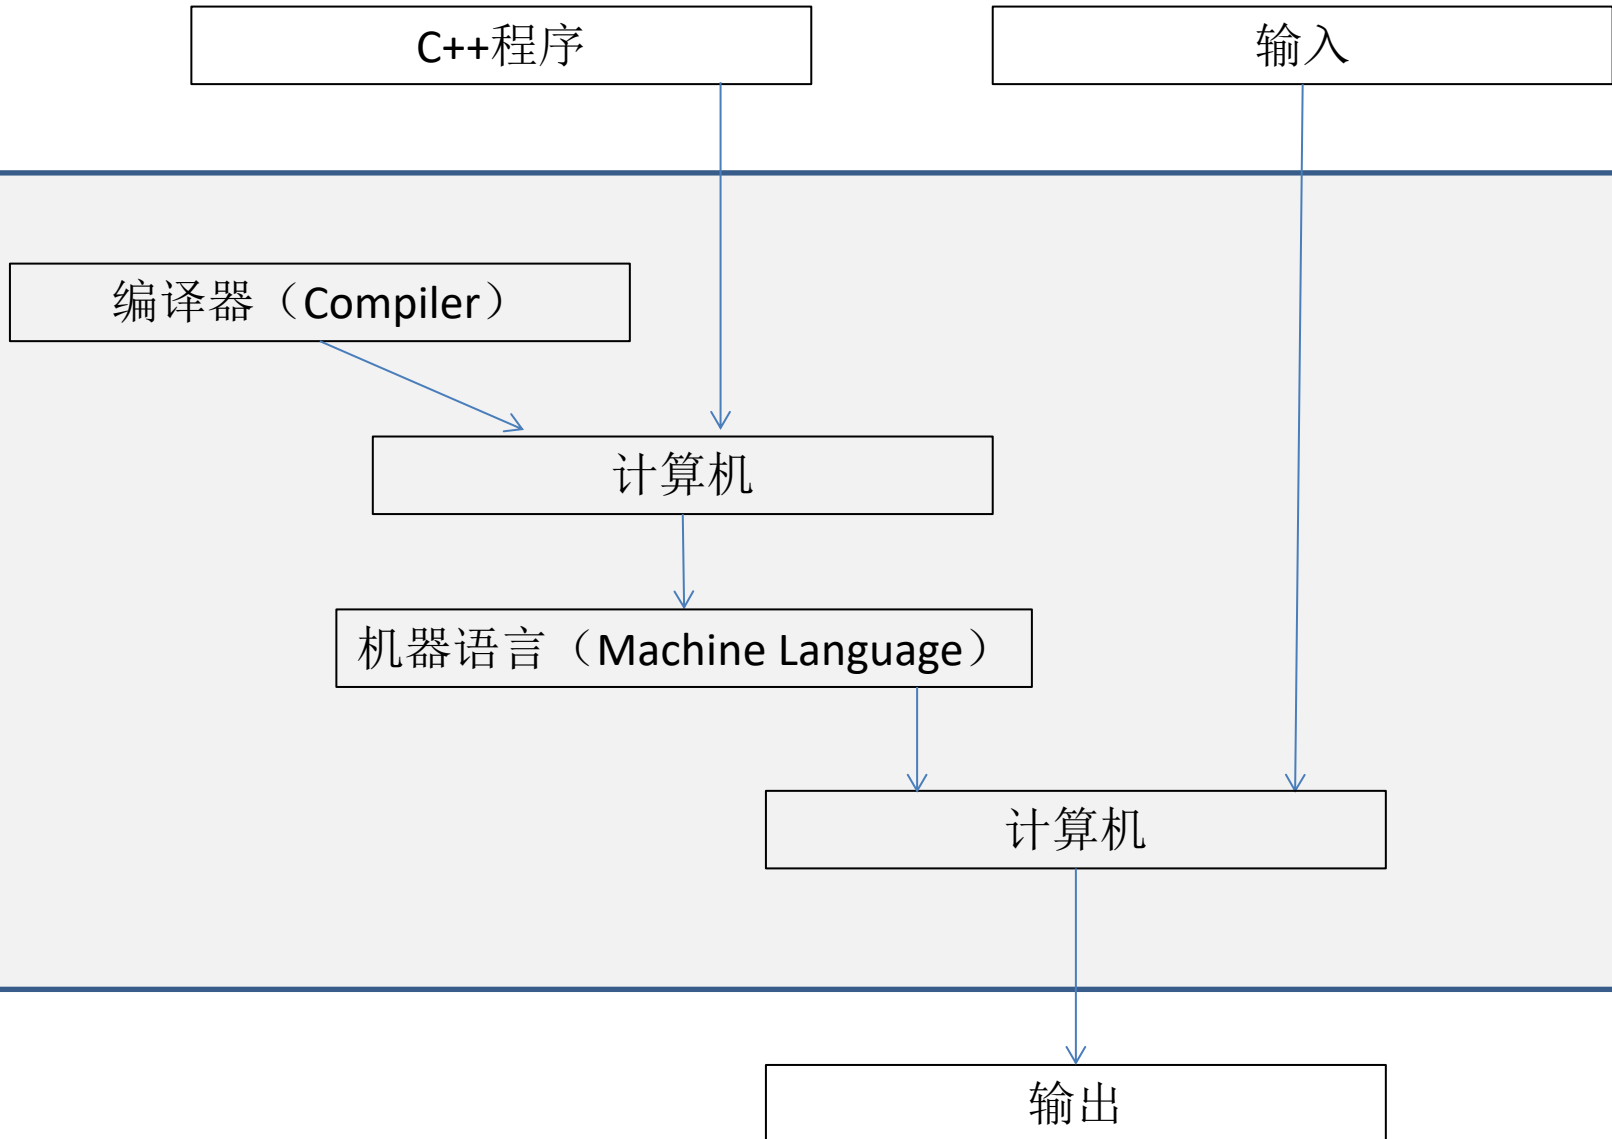 C++程序
输入
编译器（Compiler）
计算机
机器语言（Machine Language）
计算机
输出